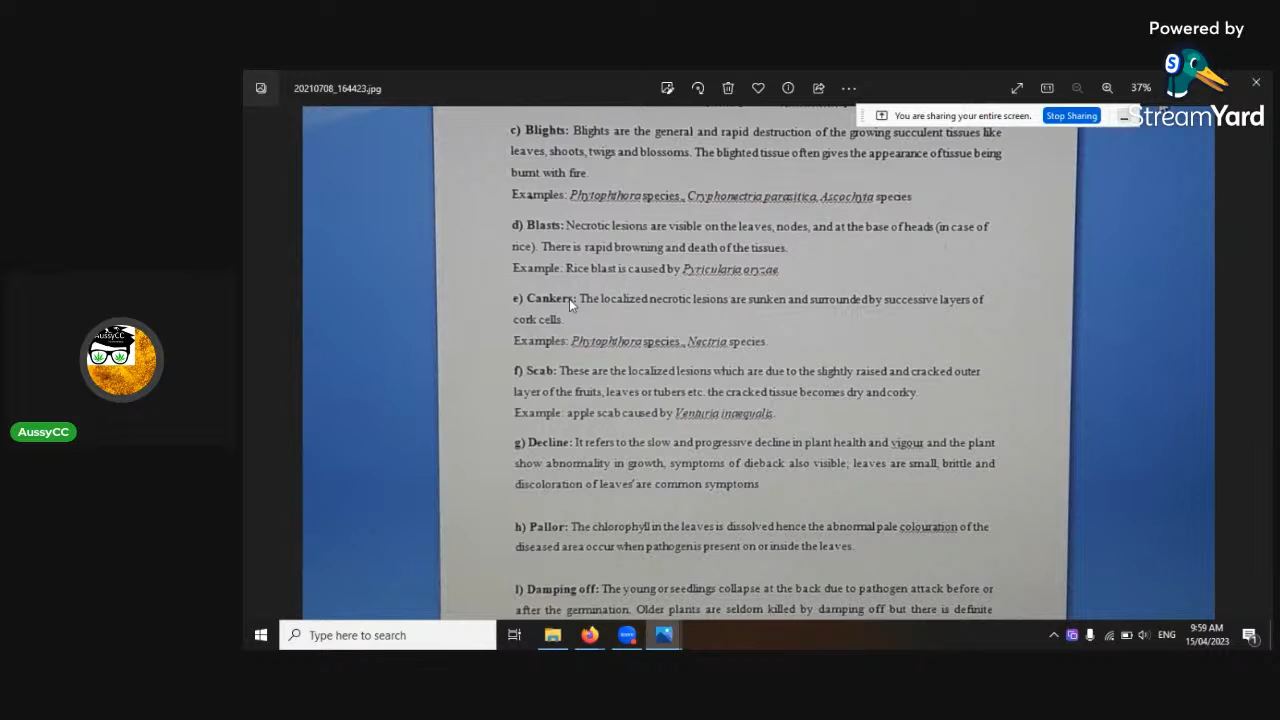 Powered by
StreamYard
20210708_164423.jpg
37%
You are sharing your entire screen.
Stop Sharing
c) Blights: Blights are the general and rapid destruction of the growing succulent tissues like
leaves, shoots, twigs and blossoms. The blighted tissue often gives the appearance of tissue being
burnt with fire.
Examples: Phytophthora species., Cryphonectria parasitica, Ascochyta species
d) Blasts: Necrotic lesions are visible on the leaves, nodes, and at the base of heads (in case of
rice). There is rapid browning and death of the tissues.
Example: Rice blast is caused by Pyricularia oryzae
e) Cankers: The localized necrotic lesions are sunken and surrounded by successive layers of
cork cells.
Examples: Phytophthora species., Nectria species.
f) Scab: These are the localized lesions which are due to the slightly raised and cracked outer
layer of the fruits, leaves or tubers etc. the cracked tissue becomes dry and corky.
Example: apple scab caused by Venturia inaequalis.
g) Decline: It refers to the slow and progressive decline in plant health and vigour and the plant
show abnormality in growth, symptoms of dieback also visible; leaves are small, brittle and
discoloration of leaves are common symptoms
h) Pallor: The chlorophyll in the leaves is dissolved hence the abnormal pale colouration of the
diseased area occur when pathogen is present on or inside the leaves.
l) Damping off: The young or seedlings collapse at the back due to pathogen attack before or
after the germination. Older plants are seldom killed by damping off but there is definite
AussyCC
AussyCC
Type here to search
ENG
9:59 AM
15/04/2023